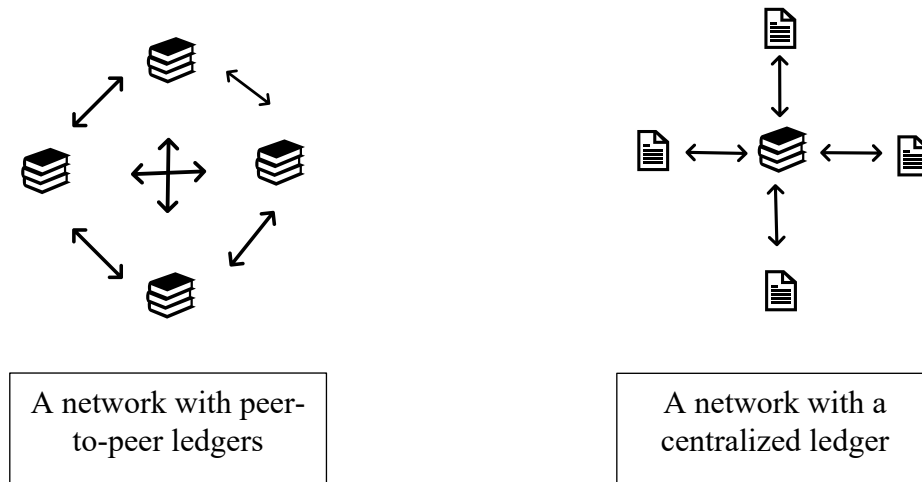 A network with peer-
to-peer ledgers
A network with a
centralized ledger